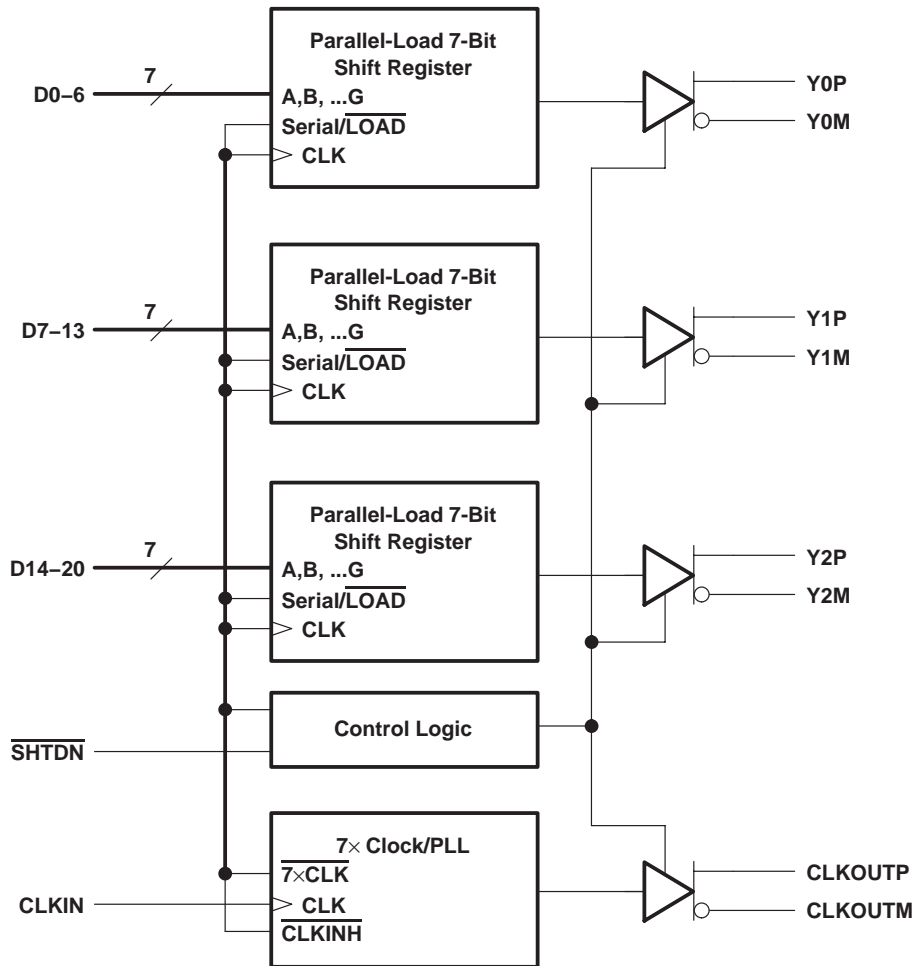 Parallel-Load 7-Bit
Shift Register
7
D0–6
A,B, ...G
Serial/LOAD
CLK
Y0P
Y0M
Parallel-Load 7-Bit
Shift Register
7
D7–13
A,B, ...G
Serial/LOAD
CLK
Y1P
Y1M
Parallel-Load 7-Bit
Shift Register
7
D14–20
A,B, ...G
Serial/LOAD
CLK
Y2P
Y2M
Control Logic
SHTDN
7× Clock/PLL
7×CLK
CLKIN
CLK
CLKINH
CLKOUTP
CLKOUTM